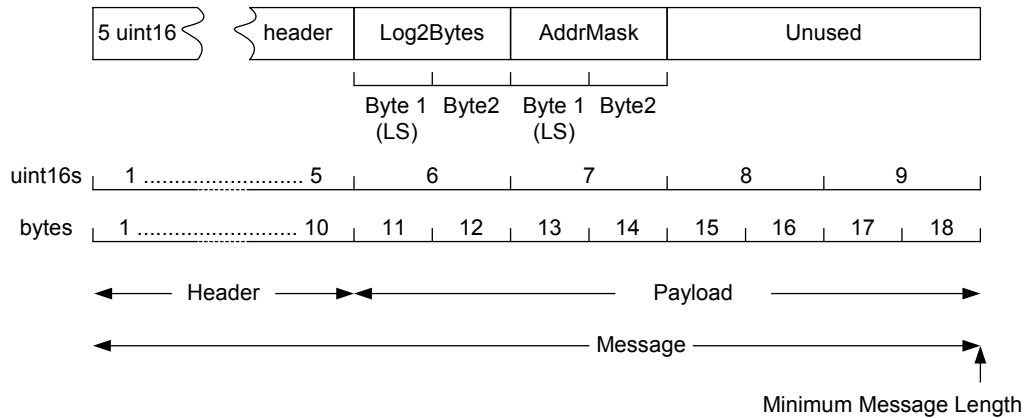 5 uint16 header Log2Bytes AddrMask Unused
Byte 1 Byte2 Byte 1 Byte2
(LS) (LS)
uint16s 1 ........................... 5 6 7 8 9
bytes 1 ........................... 10 11 12 13 14 15 16 17 18
Header Payload
Message
Minimum Message Length